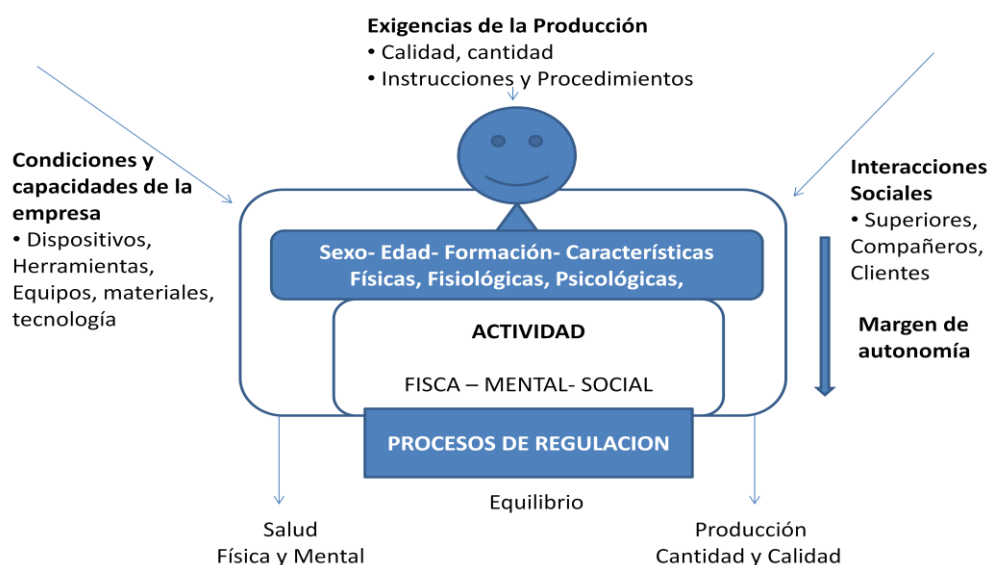 Exigencias de la Producción
• Calidad, cantidad
• Instrucciones y Procedimientos
Condiciones y
capacidades de la
empresa
• Dispositivos,
Herramientas,
Equipos, materiales,
tecnología
Interacciones
Sociales
• Superiores,
Compañeros,
Clientes
Margen de
autonomía
Sexo- Edad- Formación- Características
Físicas, Fisiológicas, Psicológicas,
ACTIVIDAD
FISCA – MENTAL- SOCIAL
PROCESOS DE REGULACION
Equilibrio
Salud
Física y Mental
Producción
Cantidad y Calidad